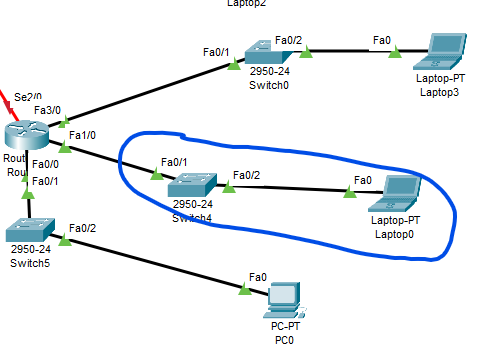 Laptop2
Fa0/1
Fa0/2
Fa0
2950-24
Switch0
Laptop-PT
Laptop3
Se2/0
Fa3/0
Fa1/0
Rout
Rou
Fa0/0
Fa0/1
Fa0/1
Fa0/2
Fa0
2950-24
Switch4
Laptop-PT
Laptop0
2950-24
Switch5
Fa0/2
Fa0
PC-PT
PC0